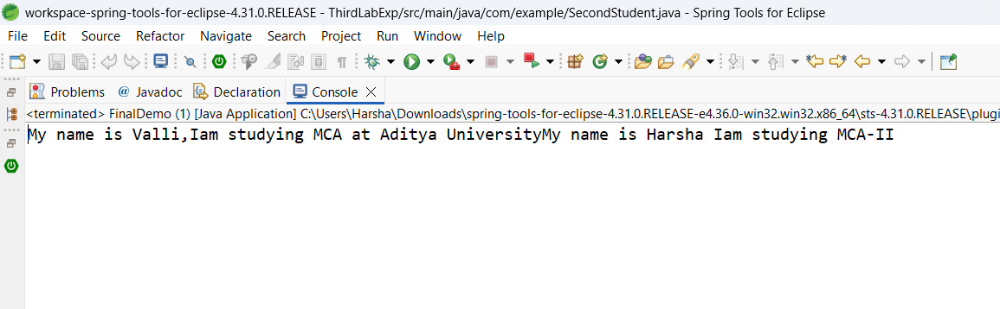 workspace-spring-tools-for-eclipse-4.31.0.RELEASE - ThirdLabExp/src/main/java/com/example/SecondStudent.java - Spring Tools for Eclipse
File Edit Source Refactor Navigate Search Project Run Window Help
Problems @ Javadoc Declaration Console
<terminated> FinalDemo (1) [Java Application] C:\Users\Harsha\Downloads\spring-tools-for-eclipse-4.31.0.RELEASE-e4.36.0-win32.win32.x86_64\sts-4.31.0.RELEASE\plugi
My name is Valli,Iam studying MCA at Aditya UniversityMy name is Harsha Iam studying MCA-II